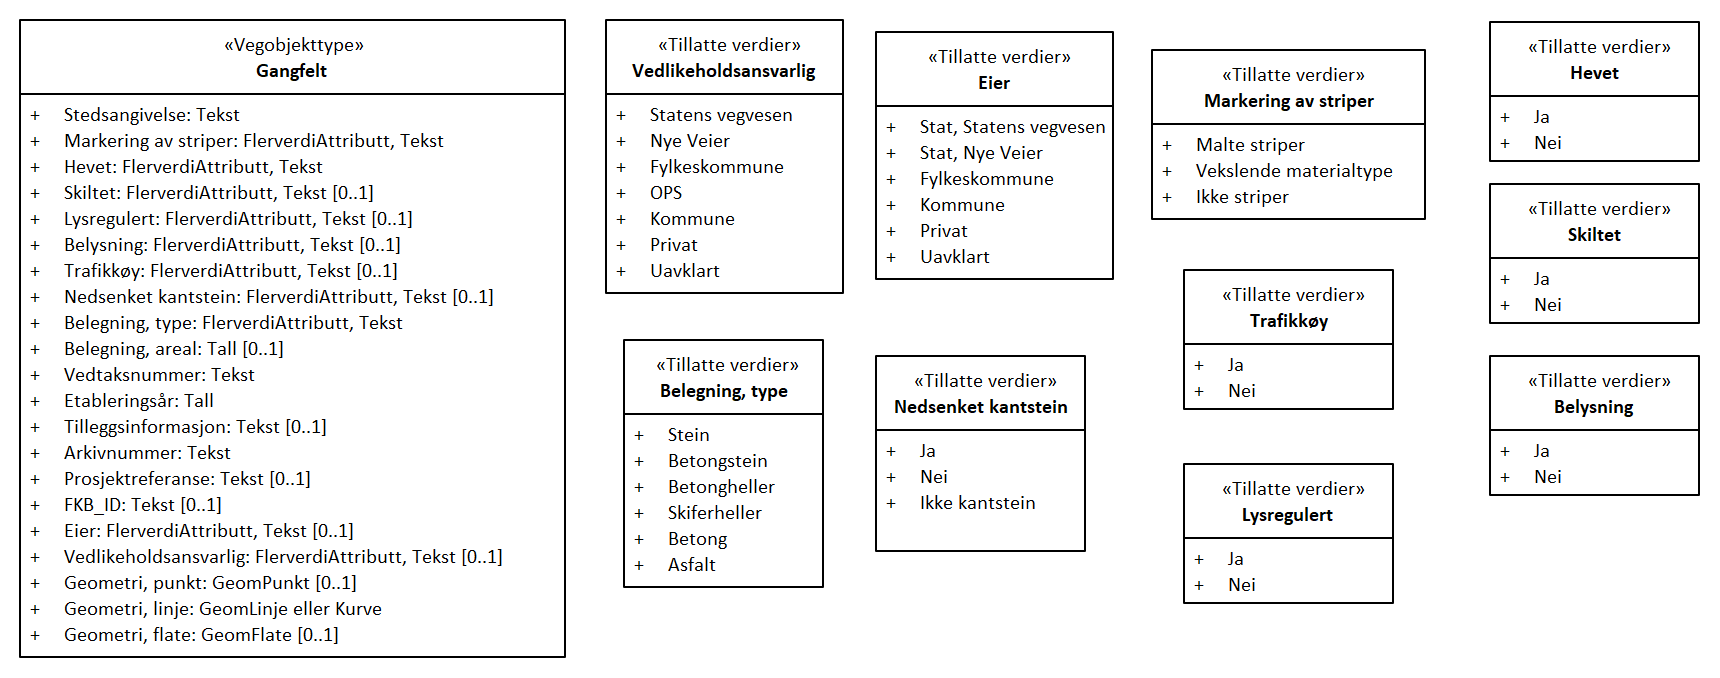 «Vegobjekttype»
Gangfelt
+ Stedsangivelse: Tekst
+ Markering av striper: FlerverdiAttributt, Tekst
+ Hevet: FlerverdiAttributt, Tekst
+ Skiltet: FlerverdiAttributt, Tekst [0..1]
+ Lysregulert: FlerverdiAttributt, Tekst [0..1]
+ Belysning: FlerverdiAttributt, Tekst [0..1]
+ Trafikkøy: FlerverdiAttributt, Tekst [0..1]
+ Nedsenket kantstein: FlerverdiAttributt, Tekst [0..1]
+ Belegning, type: FlerverdiAttributt, Tekst
+ Belegning, areal: Tall [0..1]
+ Vedtaksnummer: Tekst
+ Etableringsår: Tall
+ Tilleggsinformasjon: Tekst [0..1]
+ Arkivnummer: Tekst
+ Prosjektreferanse: Tekst [0..1]
+ FKB_ID: Tekst [0..1]
+ Eier: FlerverdiAttributt, Tekst [0..1]
+ Vedlikeholdsansvarlig: FlerverdiAttributt, Tekst [0..1]
+ Geometri, punkt: GeomPunkt [0..1]
+ Geometri, linje: GeomLinje eller Kurve
+ Geometri, flate: GeomFlate [0..1]
«Tillatte verdier»
Vedlikeholdsansvarlig
+ Statens vegvesen
+ Nye Veier
+ Fylkeskommune
+ OPS
+ Kommune
+ Privat
+ Uavklart
«Tillatte verdier»
Belegning, type
+ Stein
+ Betongstein
+ Betongheller
+ Skiferheller
+ Betong
+ Asfalt
«Tillatte verdier»
Eier
+ Stat, Statens vegvesen
+ Stat, Nye Veier
+ Fylkeskommune
+ Kommune
+ Privat
+ Uavklart
«Tillatte verdier»
Nedsenket kantstein
+ Ja
+ Nei
+ Ikke kantstein
«Tillatte verdier»
Markering av striper
+ Malte striper
+ Vekslende materialtype
+ Ikke striper
«Tillatte verdier»
Trafikkøy
+ Ja
+ Nei
«Tillatte verdier»
Lysregulert
+ Ja
+ Nei
«Tillatte verdier»
Hevet
+ Ja
+ Nei
«Tillatte verdier»
Skiltet
+ Ja
+ Nei
«Tillatte verdier»
Belysning
+ Ja
+ Nei